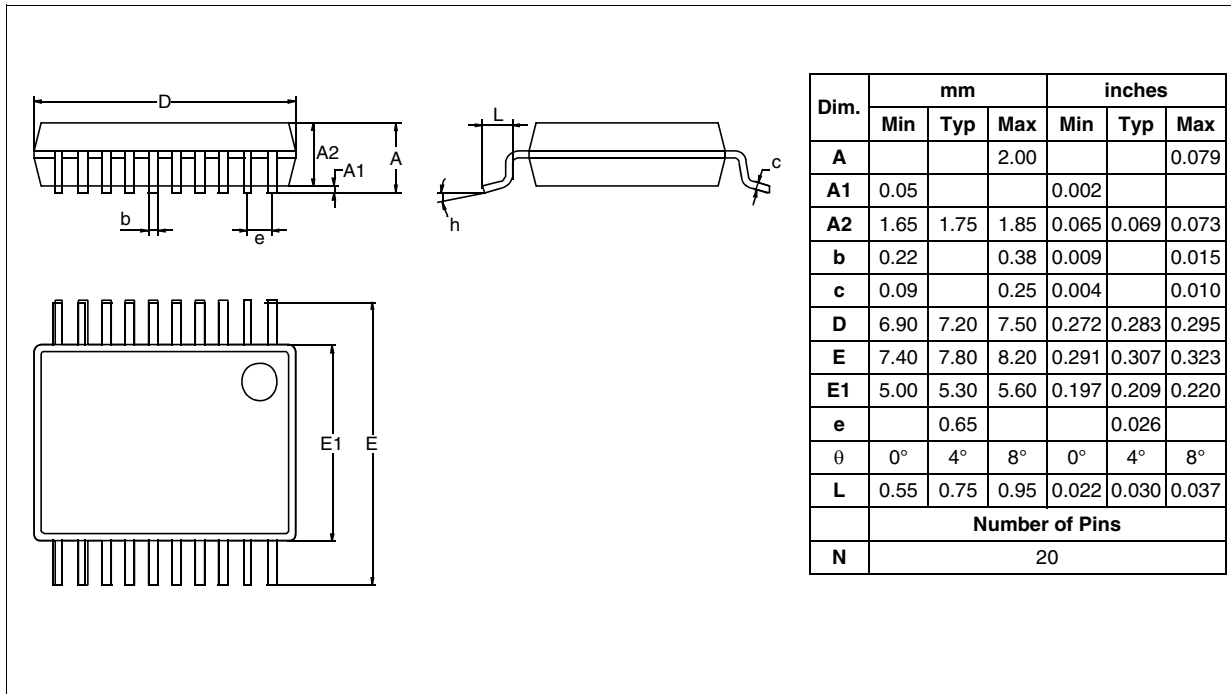 D
A2
A
A1
b
e
L
c
h
E1
E
Dim. mm inches
Min Typ Max Min Typ Max
A 2.00 0.079
A1 0.05 0.002
A2 1.65 1.75 1.85 0.065 0.069 0.073
b 0.22 0.38 0.009 0.015
c 0.09 0.25 0.004 0.010
D 6.90 7.20 7.50 0.272 0.283 0.295
E 7.40 7.80 8.20 0.291 0.307 0.323
E1 5.00 5.30 5.60 0.197 0.209 0.220
e 0.65 0.026
θ 0° 4° 8° 0° 4° 8°
L 0.55 0.75 0.95 0.022 0.030 0.037
Number of Pins
N 20